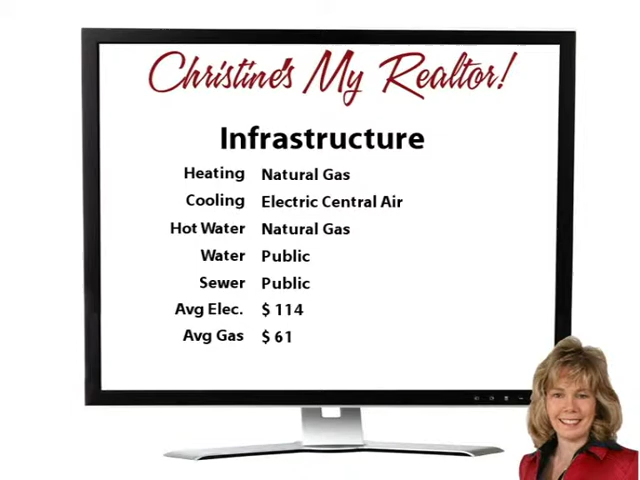 Christine's My Realtor!
Infrastructure
Heating Natural Gas
Cooling Electric Central Air
Hot Water Natural Gas
Water Public
Sewer Public
Avg Elec. $ 114
Avg Gas $ 61